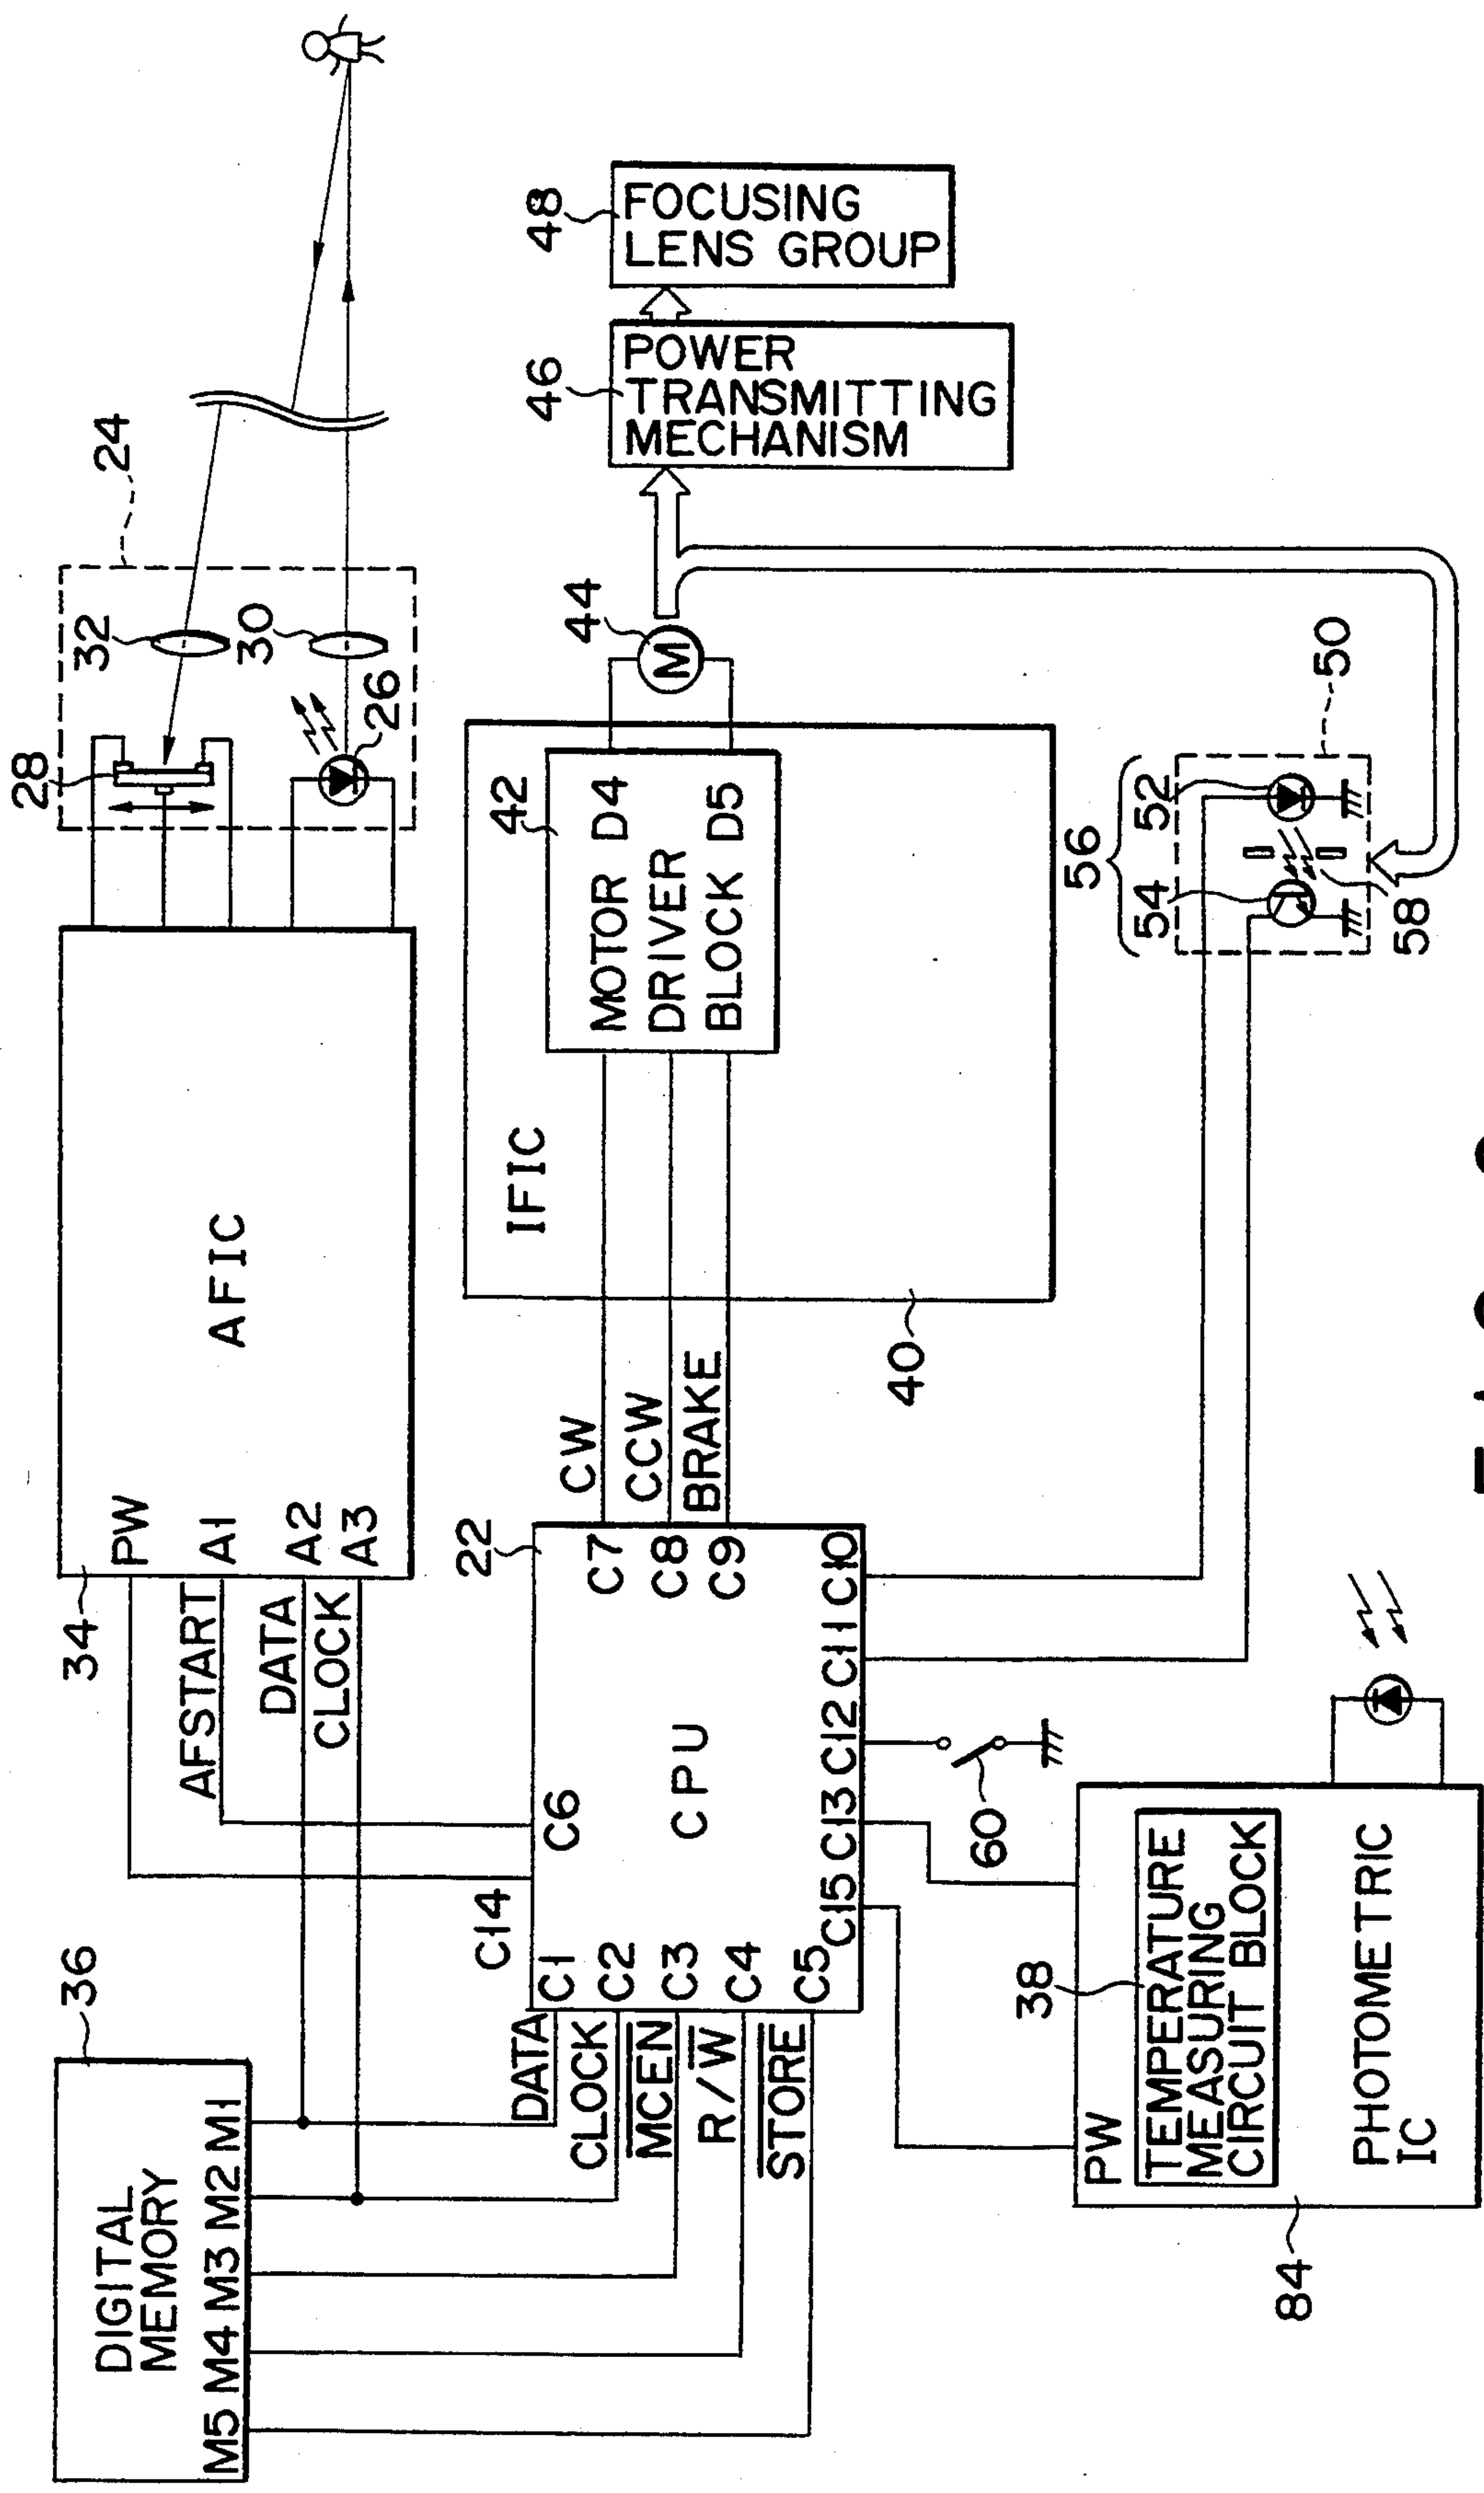 36
DIGITAL
MEMORY
M5 M4 M3 M2 M1
34
PW
A1
A2
A3
AFIC
AFSTART
DATA
CLOCK
28
32
30
26
24
C14
C6
22
C1
C2
C3
C4
C5
CPU
C7
C8
C9
C15 C13 C12 C11 C10
DATA
CLOCK
MCEN
R/W
STORE
CW
CCW
BRAKE
IFIC
40
42
MOTOR D4
DRIVER
BLOCK D5
44
M
46
POWER
TRANSMITTING
MECHANISM
48
FOCUSING
LENS GROUP
56
54
52
50
58
60
38
PW
TEMPERATURE
MEASURING
CIRCUIT BLOCK
PHOTOMETRIC
IC
84